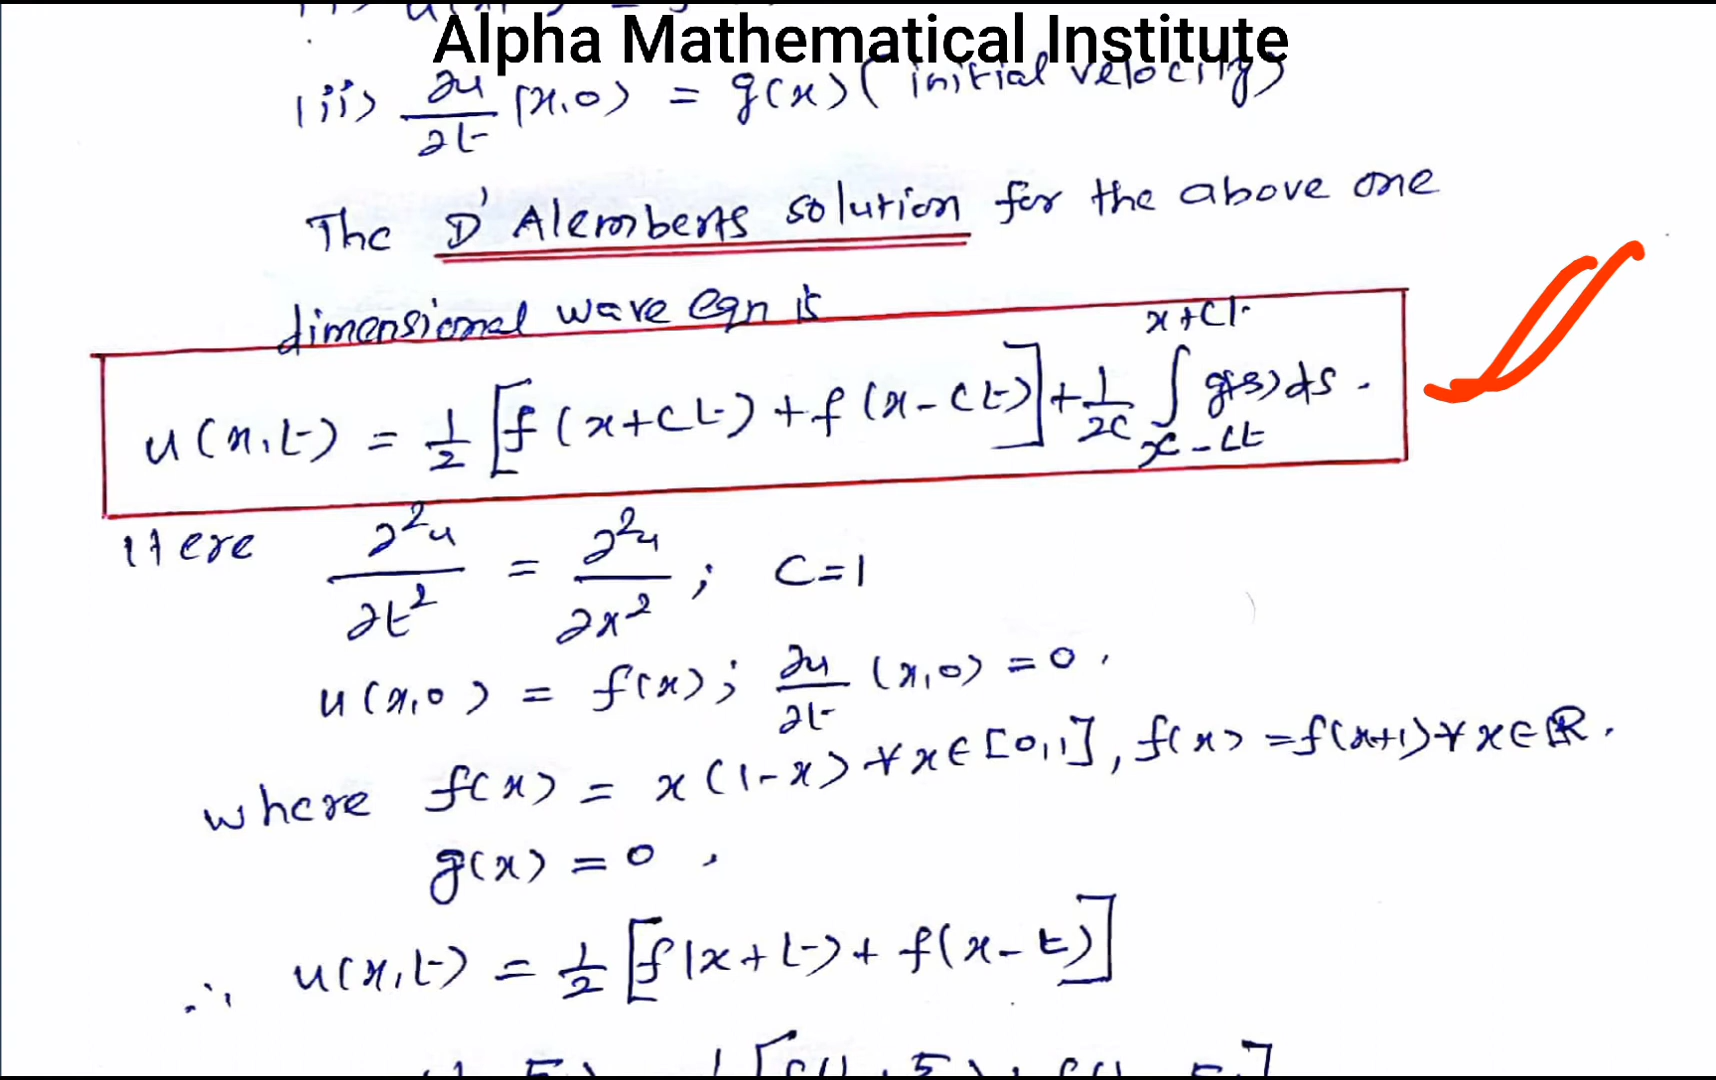 Alpha Mathematical Institute
iii) ∂u/∂t (x,0) = g(x) (initial velocity)
The D'Alemberts solution for the above one
dimensional wave eqn is
u(x,t) = 1/2 [f(x+ct) + f(x-ct)] + 1/2c ∫_{x-ct}^{x+ct} g(s) ds.
Here ∂²u/∂t² = ∂²u/∂x² ; C=1
u(x,0) = f(x); ∂u/∂t (x,0) = 0.
where f(x) = x(1-x) ∀ x∈[0,1], f(x) = f(x+1) ∀ x∈ℝ.
g(x) = 0,
∴ u(x,t) = 1/2 [f(x+t) + f(x-t)]